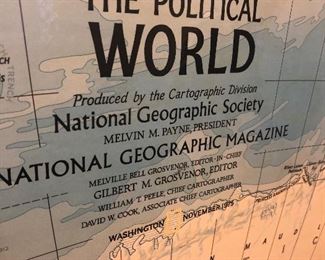 THE POLITICAL
WORLD
Produced by the Cartographic Division
National Geographic Society
MELVIN M. PAYNE, PRESIDENT
NATIONAL GEOGRAPHIC MAGAZINE
MELVILLE BELL GROSVENOR, EDITOR-IN-CHIEF
GILBERT M. GROSVENOR, EDITOR
WILLIAM T. PEELE, CHIEF CARTOGRAPHER
DAVID W. COOK, ASSOCIATE CHIEF CARTOGRAPHER
WASHINGTON
NOVEMBER 1975
TRENCH
MAUD